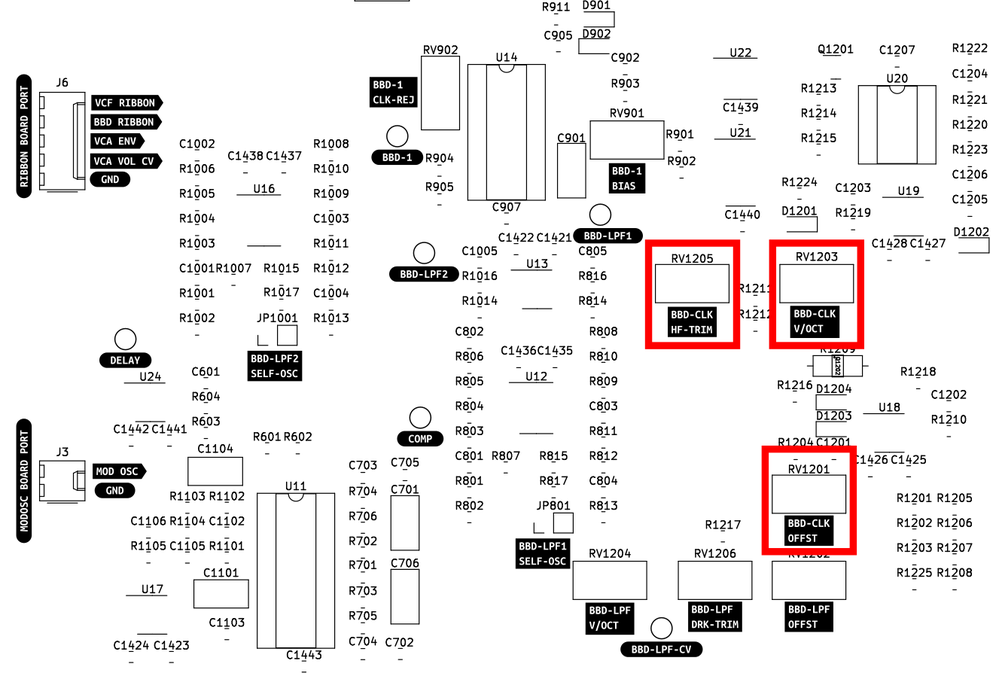 R911
D901
C905
D902
RV902
U14
C902
R903
U22
Q1201
C1207
R1222
C1204
J6
BBD-1
CLK-REJ
U20
R1213
R1221
RIBBON BOARD PORT
VCF RIBBON
BBD RIBBON
VCA ENV
VCA VOL CV
GND
C1439
RV901
R1214
R1220
U21
R901
R1215
C901
C1002
C1438
C1437
R1008
BBD-1
R1223
R904
R902
R1006
R1010
BBD-1
BIAS
C1206
R905
U16
R1224
C1203
U19
R1005
R1009
C1205
C907
R1004
C1003
C1440
D1201
R1219
R1003
R1011
C1422
C1421
BBD-LPF1
C1428
C1427
D1202
C1005
C805
RV1205
RV1203
C1001
R1007
R1015
R1012
BBD-LPF2
R1016
U13
R816
R1001
R1017
C1004
R1014
R814
R1211
BBD-CLK
HF-TRIM
BBD-CLK
V/OCT
R1002
JP1001
R1013
R1212
C802
R808
DELAY
BBD-LPF2
SELF-OSC
R806
C1436
C1435
R810
R1209
U24
C601
R805
U12
R809
Q1202
R1218
R604
R1216
D1204
C1202
R804
C803
R603
COMP
D1203
U18
R1210
C1442
C1441
R803
R811
R601
R602
R1204
C1201
C1104
C801
R807
R815
R812
C1426
C1425
J3
C703
C705
RV1201
MODOSC BOARD PORT
MOD OSC
GND
U11
R704
C701
R801
R817
C804
R1103
R1102
R802
JP801
R813
R1201
R1205
C1106
R1104
C1102
R706
R1217
BBD-CLK
OFFST
R1202
R1206
R1105
C1105
R1101
R702
BBD-LPF1
SELF-OSC
RV1204
RV1206
RV1202
R1203
R1207
C1101
R701
C706
R1225
R1208
U17
R703
C1103
R705
BBD-LPF
V/OCT
BBD-LPF
DRK-TRIM
BBD-LPF
OFFST
C1424
C1423
C704
C702
BBD-LPF-CV
C1443